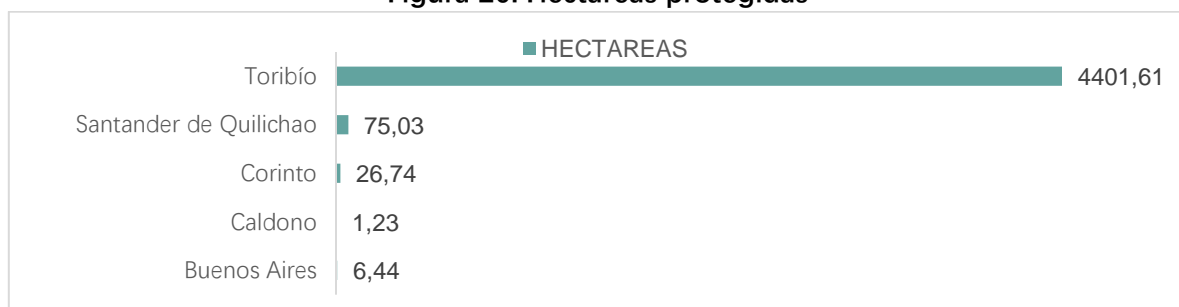 HECTAREAS
Toribío 4401,61
Santander de Quilichao 75,03
Corinto 26,74
Caldono 1,23
Buenos Aires 6,44